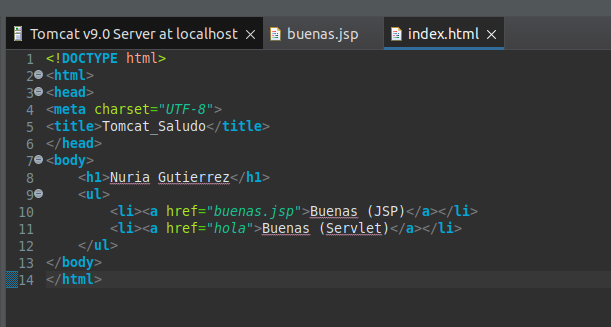 Tomcat v9.0 Server at localhost buenas.jsp index.html
1 <!DOCTYPE html>
2 <html>
3 <head>
4 <meta charset="UTF-8">
5 <title>Tomcat_Saludo</title>
6 </head>
7 <body>
8 <h1>Nuria Gutierrez</h1>
9 <ul>
10 <li><a href="buenas.jsp">Buenas (JSP)</a></li>
11 <li><a href="hola">Buenas (Servlet)</a></li>
12 </ul>
13 </body>
14 </html>